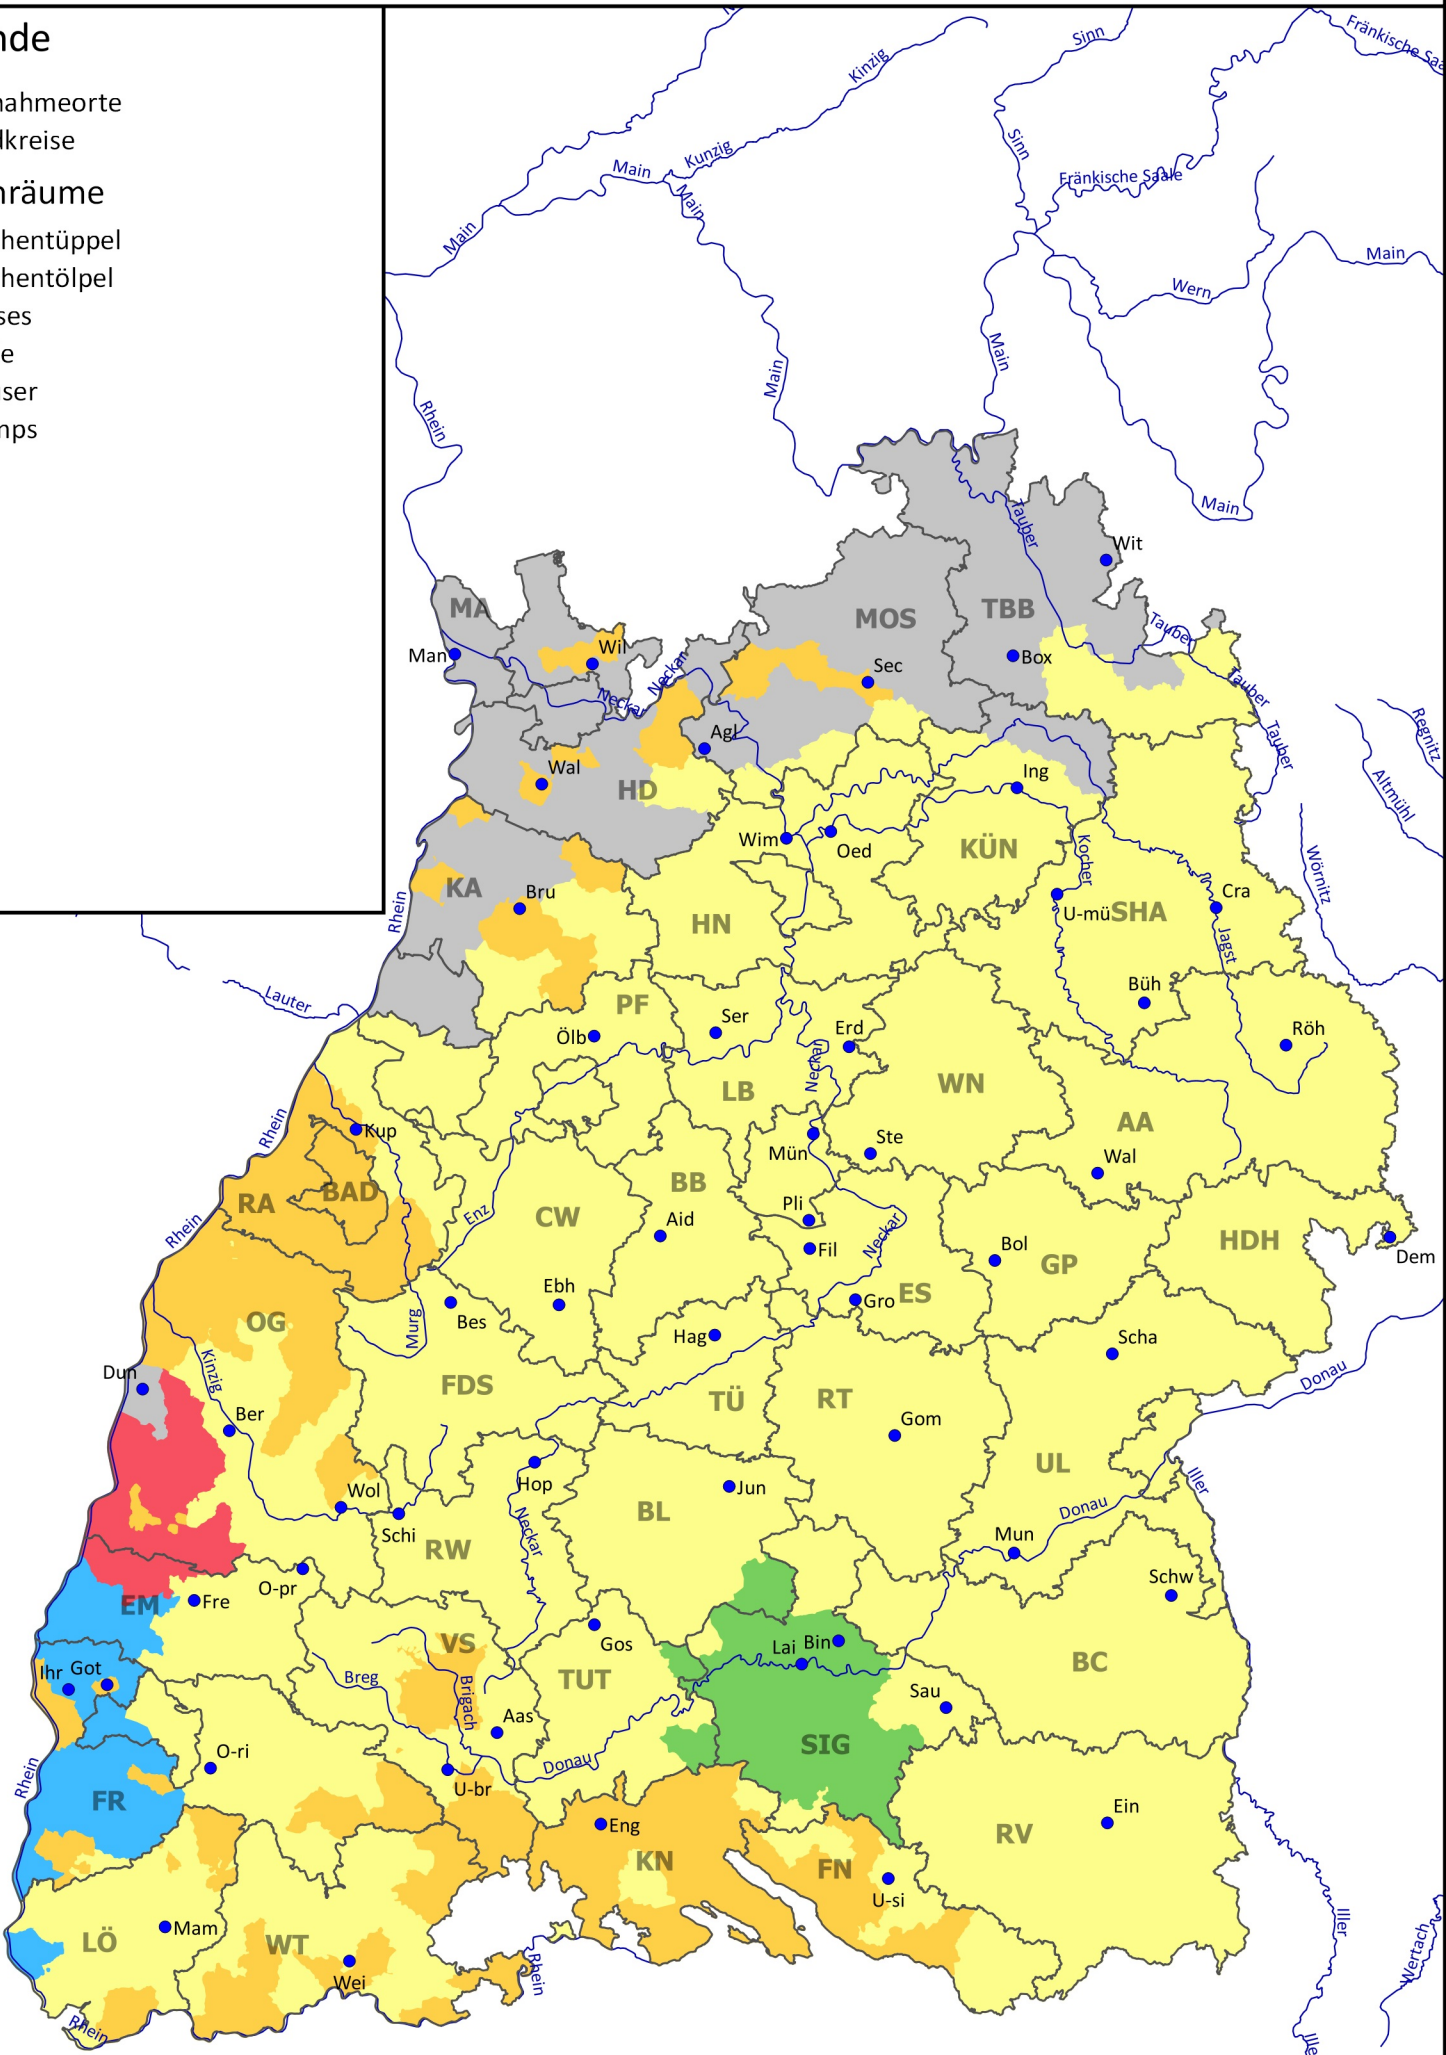 nde
nahmeorte
dkreise
nräume
hentüppel
hentölpel
ses
e
user
nps
Sinn
Fränkische Saa
Kinzig
Sinn
Kunzig
Main
Main
Fränkische Saale
Main
Main
Wern
Main
Main
Rhein
Main
Tauber
Wit
MA
MOS
TBB
Tauber
Man
Wil
Neckar
Sec
Box
Neckar
Tauber
Regnitz
Agl
Tauber
Wal
HD
Ing
Altmühl
Wim
Oed
KÜN
Kocher
Wörnitz
KA
Bru
Rhein
HN
U-mü
SHA
Cra
Jagst
Lauter
PF
Büh
Ölb
Ser
Erd
Röh
Neckar
LB
WN
Rhein
Kup
AA
Mün
Ste
Wal
RA
BAD
BB
Pli
Rhein
Enz
CW
Aid
Fil
Neckar
Bol
GP
HDH
Dem
Ebh
ES
OG
Murg
Bes
Gro
Hag
Scha
Kinzig
Dun
FDS
TÜ
RT
Donau
Ber
Gom
UL
Wol
Hop
Jun
Iller
Schi
Neckar
BL
Donau
Mun
RW
O-pr
Schw
EM
Fre
VS
Gos
Lai
Bin
BC
Ihr
Got
Breg
Brigach
TUT
Sau
Aas
SIG
O-ri
Donau
Rhein
U-br
FR
Ein
Eng
RV
KN
FN
U-si
LÖ
Mam
WT
Iller
Wei
Rhein
Wertach
Rhein
Ille